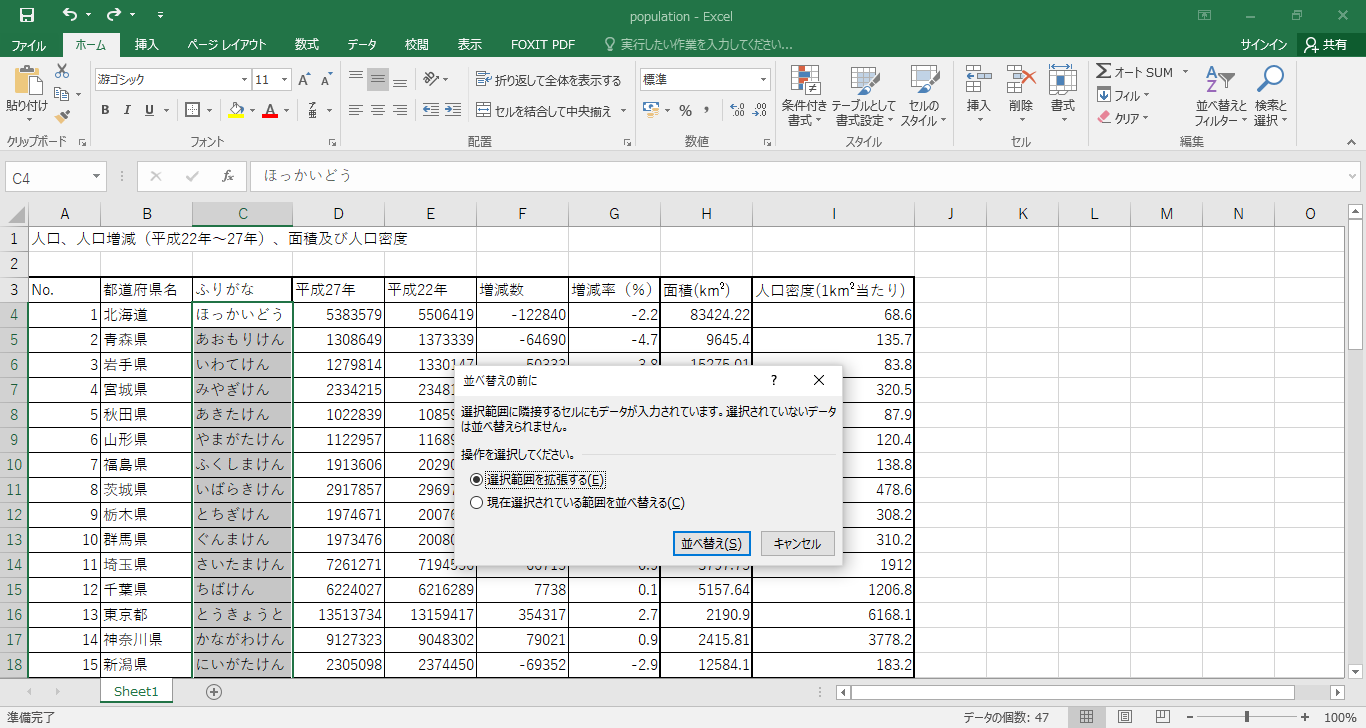 population - Excel
ファイル ホーム 挿入 ページ レイアウト 数式 データ 校閲 表示 FOXIT PDF 実行したい作業を入力してください... サインイン 共有
貼り付け 游ゴシック 11 A A 折り返して全体を表示する 標準 条件付き書式 テーブルとして書式設定 セルのスタイル 挿入 削除 書式 Σ オート SUM 並べ替えとフィルター 検索と選択
B I U A セルを結合して中央揃え % , フィル
クリア
クリップボード フォント 配置 数値 スタイル セル 編集
C4 fx ほっかいどう
A B C D E F G H I J K L M N O
1 人口、人口増減（平成22年～27年）、面積及び人口密度
2
3 No. 都道府県名 ふりがな 平成27年 平成22年 増減数 増減率（%） 面積(km²) 人口密度(1km²当たり)
4 1 北海道 ほっかいどう 5383579 5506419 -122840 -2.2 83424.22 68.6
5 2 青森県 あおもりけん 1308649 1373339 -64690 -4.7 9645.4 135.7
6 3 岩手県 いわてけん 1279814 1330147 -50333 -3.8 15275.01 83.8
7 4 宮城県 みやぎけん 2334215 2348 320.5
8 5 秋田県 あきたけん 1022839 1085 87.9
9 6 山形県 やまがたけん 1122957 1168 120.4
10 7 福島県 ふくしまけん 1913606 2029 138.8
11 8 茨城県 いばらきけん 2917857 2969 478.6
12 9 栃木県 とちぎけん 1974671 2007 308.2
13 10 群馬県 ぐんまけん 1973476 2008 310.2
14 11 埼玉県 さいたまけん 7261271 7194556 66715 0.9 3797.75 1912
15 12 千葉県 ちばけん 6224027 6216289 7738 0.1 5157.64 1206.8
16 13 東京都 とうきょうと 13513734 13159417 354317 2.7 2190.9 6168.1
17 14 神奈川県 かながわけん 9127323 9048302 79021 0.9 2415.81 3778.2
18 15 新潟県 にいがたけん 2305098 2374450 -69352 -2.9 12584.1 183.2
並べ替えの前に ?
選択範囲に隣接するセルにもデータが入力されています。選択されていないデータ
は並べ替えられません。
操作を選択してください。
選択範囲を拡張する(E)
現在選択されている範囲を並べ替える(C)
並べ替え(S) キャンセル
Sheet1
準備完了 データの個数: 47 100%